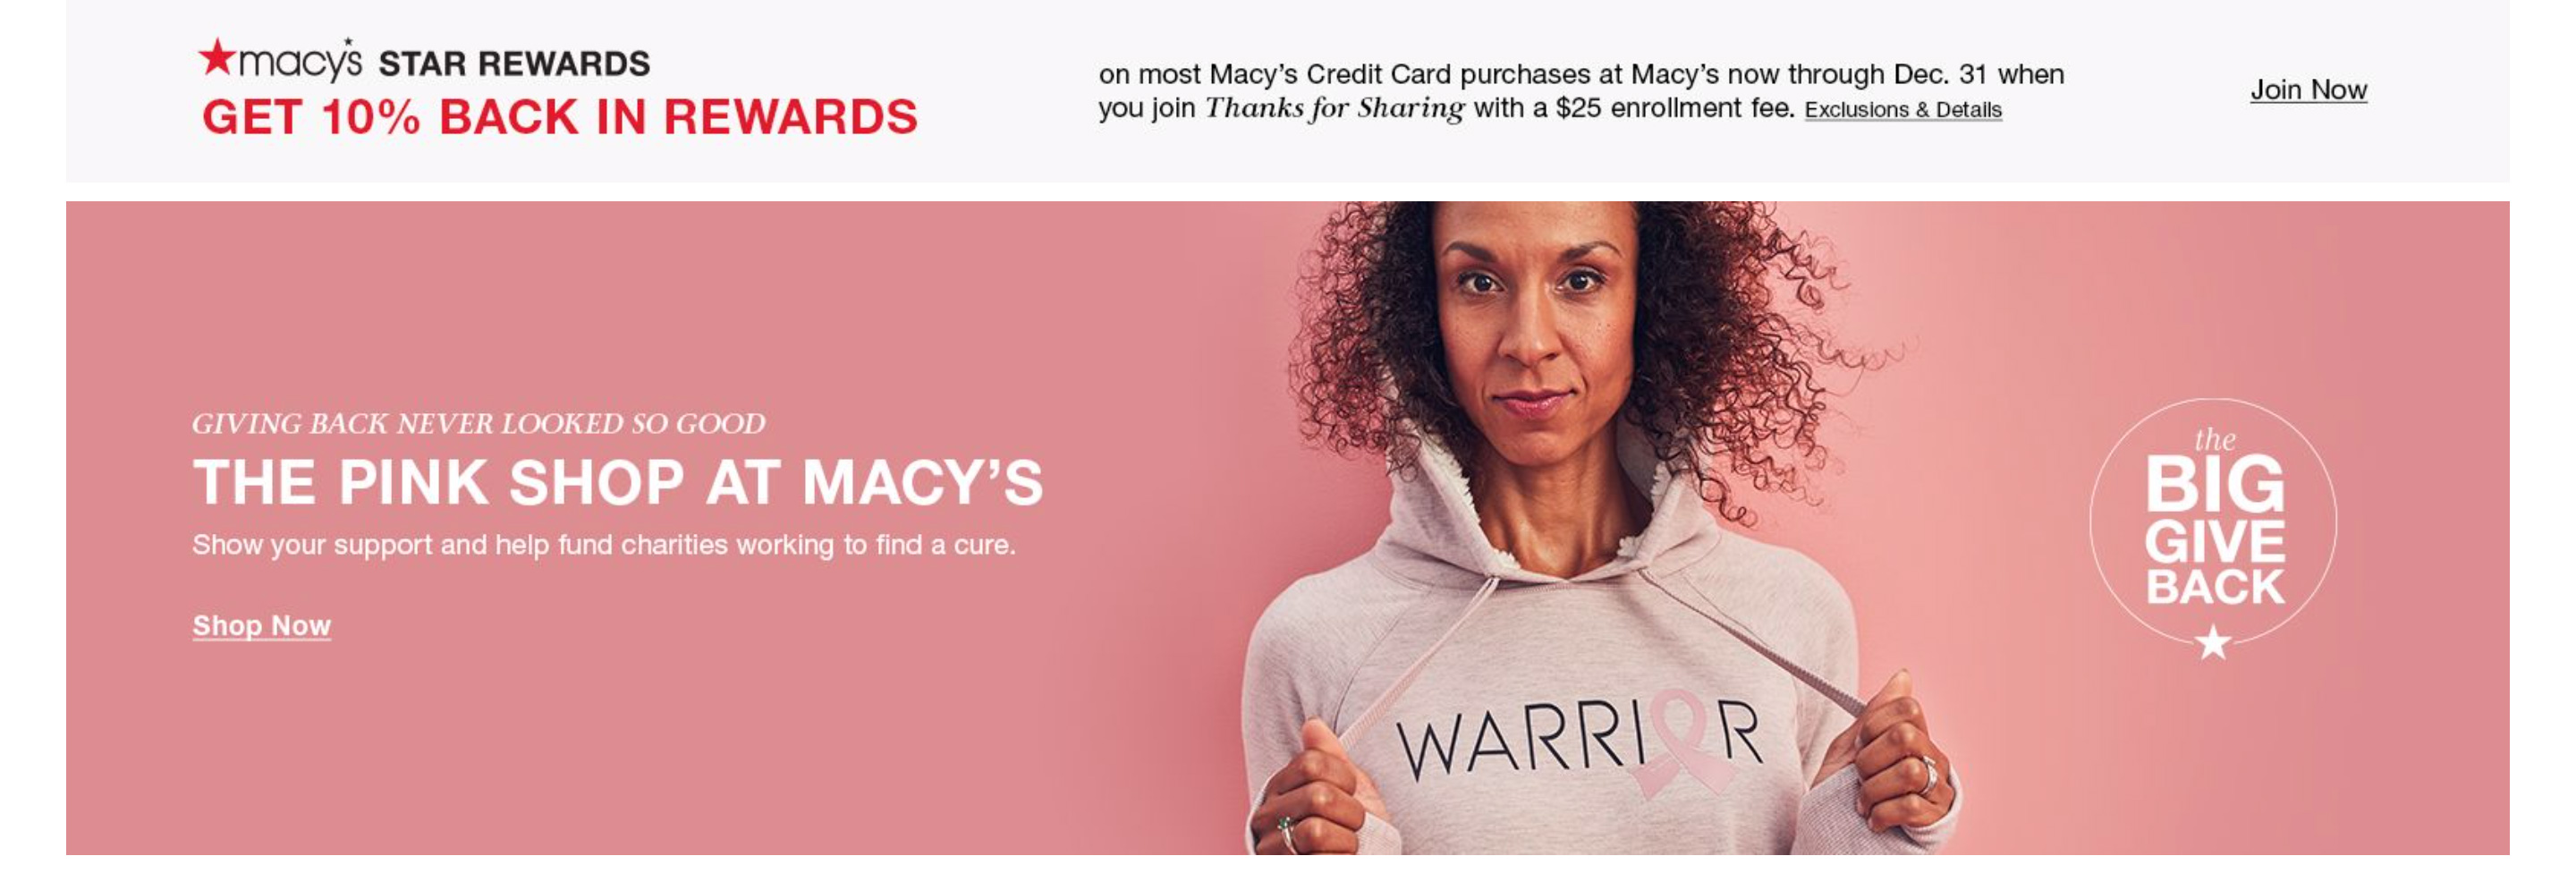 macy's STAR REWARDS
GET 10% BACK IN REWARDS
on most Macy's Credit Card purchases at Macy's now through Dec. 31 when
you join Thanks for Sharing with a $25 enrollment fee. Exclusions & Details
Join Now
GIVING BACK NEVER LOOKED SO GOOD
THE PINK SHOP AT MACY'S
Show your support and help fund charities working to find a cure.
Shop Now
WARRIOR
the
BIG
GIVE
BACK